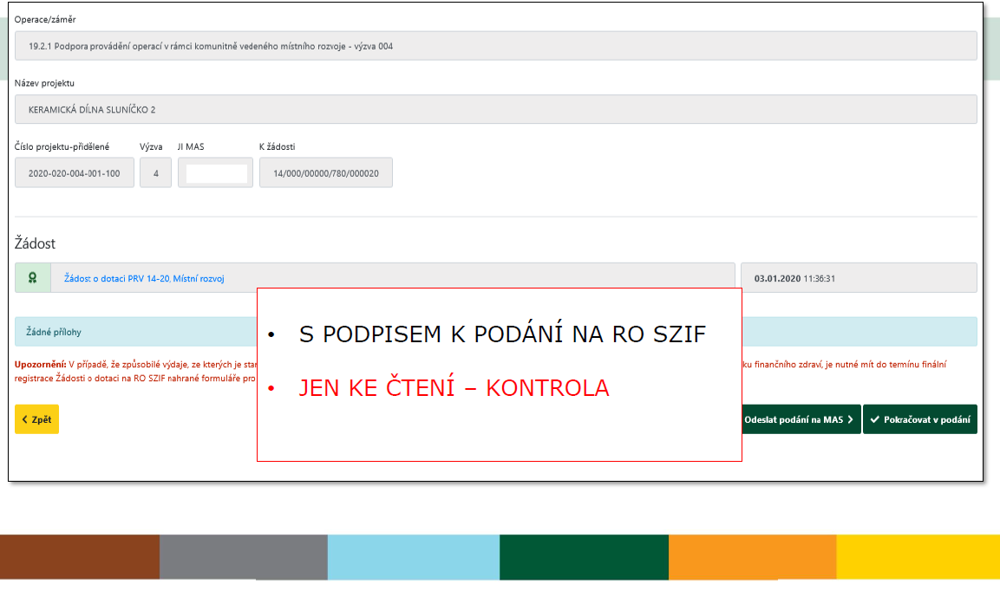 Operace/záměr
19.2.1 Podpora provádění operací v rámci komunitně vedeného místního rozvoje - výzva 004
Název projektu
KERAMICKÁ DÍLNA SLUNÍČKO 2
Číslo projektu-přidělené Výzva JI MAS K žádosti
2020-020-004-001-100 4 14/000/00000/780/000020
Žádost
Žádost o dotaci PRV 14-20, Místní rozvoj 03.01.2020 11:36:31
Žádné přílohy
• S PODPISEM K PODÁNÍ NA RO SZIF
• JEN KE ČTENÍ – KONTROLA
Upozornění: V případě, že způsobilé výdaje, ze kterých je finančního zdraví, je nutné mít do termínu finální
registrace Žádosti o dotaci na RO SZIF nahrané formuláře pro
< Zpět Odeslat podání na MAS > ✓ Pokračovat v podání